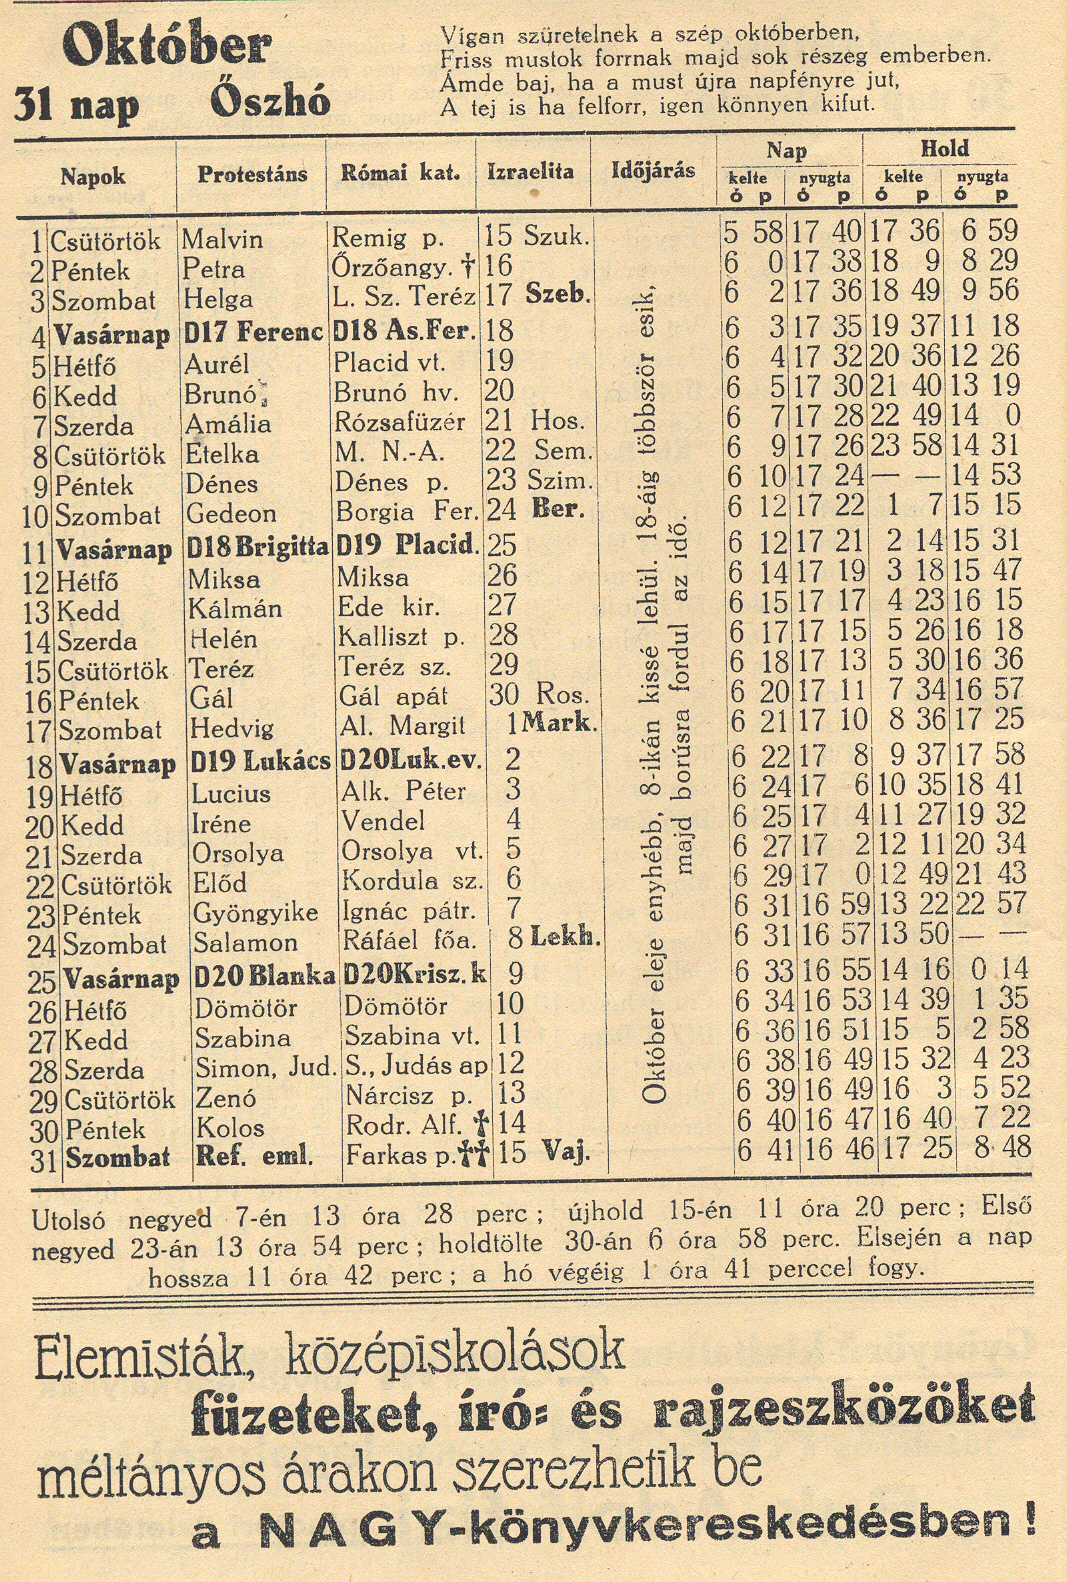 Október
31 nap Őszhó
Vígan szüretelnek a szép októberben,
Friss mustok forrnak majd sok részeg emberben.
Ámde baj, ha a must újra napfényre jut,
A tej is ha felforr, igen könnyen kifut.
Napok Protestáns Római kat. Izraelita Időjárás Nap Hold
kelte nyugta kelte nyugta
ó p ó p ó p ó p
1 Csütörtök Malvin Remig p. 15 Szuk. 5 58 17 40 17 36 6 59
2 Péntek Petra Őrzőangy. † 16 6 0 17 38 18 9 8 29
3 Szombat Helga L. Sz. Teréz 17 Szeb. 6 2 17 36 18 49 9 56
4 Vasárnap D17 Ferenc D18 As.Fer. 18 6 3 17 35 19 37 11 18
5 Hétfő Aurél Placid vt. 19 6 4 17 32 20 36 12 26
6 Kedd Brunó Brunó hv. 20 6 5 17 30 21 40 13 19
7 Szerda Amália Rózsafüzér 21 Hos. 6 7 17 28 22 49 14 0
8 Csütörtök Etelka M. N.-A. 22 Sem. 6 9 17 26 23 58 14 31
9 Péntek Dénes Dénes p. 23 Szim. 6 10 17 24 — — 14 53
10 Szombat Gedeon Borgia Fer. 24 Ber. 6 12 17 22 1 7 15 15
11 Vasárnap D18 Brigitta D19 Placid. 25 6 12 17 21 2 14 15 31
12 Hétfő Miksa Miksa 26 6 14 17 19 3 18 15 47
13 Kedd Kálmán Ede kir. 27 6 15 17 17 4 23 16 15
14 Szerda Helén Kalliszt p. 28 6 17 17 15 5 26 16 18
15 Csütörtök Teréz Teréz sz. 29 6 18 17 13 5 30 16 36
16 Péntek Gál Gál apát 30 Ros. 6 20 17 11 7 34 16 57
17 Szombat Hedvig Al. Margit 1 Mark. 6 21 17 10 8 36 17 25
18 Vasárnap D19 Lukács D20Luk.ev. 2 6 22 17 8 9 37 17 58
19 Hétfő Lucius Alk. Péter 3 6 24 17 6 10 35 18 41
20 Kedd Iréne Vendel 4 6 25 17 4 11 27 19 32
21 Szerda Orsolya Orsolya vt. 5 6 27 17 2 12 11 20 34
22 Csütörtök Előd Kordula sz. 6 6 29 17 0 12 49 21 43
23 Péntek Gyöngyike Ignác pátr. 7 6 31 16 59 13 22 22 57
24 Szombat Salamon Ráfáel főa. 8 Lekh. 6 31 16 57 13 50 — —
25 Vasárnap D20 Blanka D20Krisz.k 9 6 33 16 55 14 16 0 14
26 Hétfő Dömötör Dömötör 10 6 34 16 53 14 39 1 35
27 Kedd Szabina Szabina vt. 11 6 36 16 51 15 5 2 58
28 Szerda Simon, Jud. S., Judás ap 12 6 38 16 49 15 32 4 23
29 Csütörtök Zenó Nárcisz p. 13 6 39 16 49 16 3 5 52
30 Péntek Kolos Rodr. Alf. † 14 6 40 16 47 16 40 7 22
31 Szombat Ref. eml. Farkas p.†† 15 Vaj. 6 41 16 46 17 25 8 48
Október eleje enyhébb, 8-ikán kissé lehül. 18-áig többször esik,
majd borúsra fordul az idő.
Utolsó negyed 7-én 13 óra 28 perc; újhold 15-én 11 óra 20 perc; Első
negyed 23-án 13 óra 54 perc; holdtölte 30-án 6 óra 58 perc. Elsején a nap
hossza 11 óra 42 perc; a hó végéig 1 óra 41 perccel fogy.
Elemisták, középiskolások
füzeteket, író= és rajzeszközöket
méltányos árakon szerezhetik be
a NAGY-könyvkereskedésben!